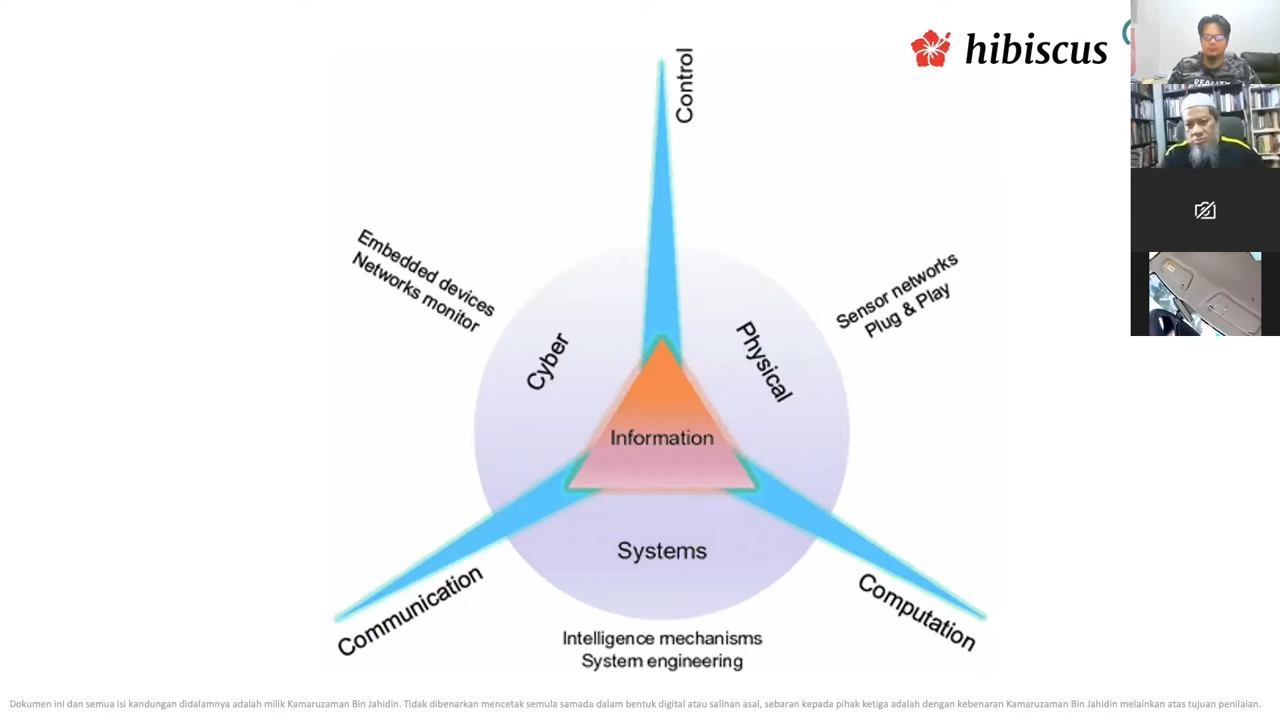 hibiscus
REALITY
Control
Embedded devices
Networks monitor
Sensor networks
Plug & Play
Cyber
Physical
Information
Systems
Communication
Computation
Intelligence mechanisms
System engineering
Dokumen ini dan semua isi kandungan didalamnya adalah milik Kamaruzaman Bin Jahidin. Tidak dibenarkan mencetak semula samada dalam bentuk digital atau salinan asal, sebaran kepada pihak ketiga adalah dengan kebenaran Kamaruzaman Bin Jahidin melainkan atas tujuan penilaian.